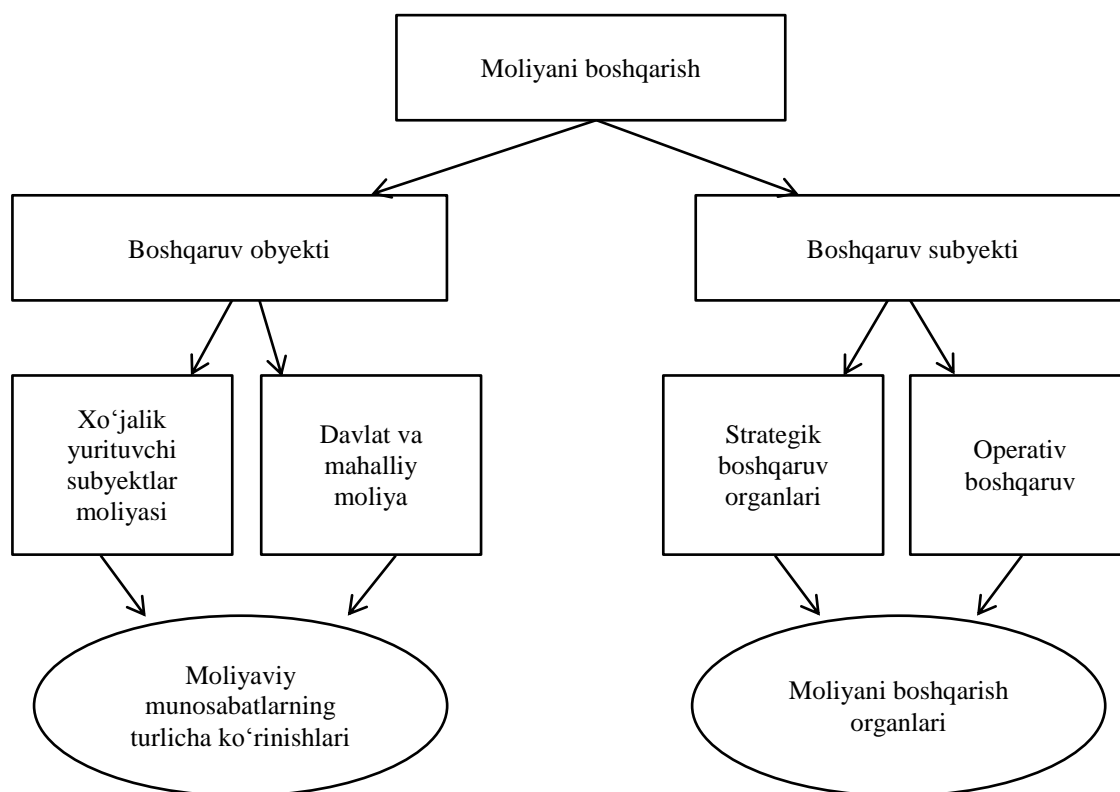 Moliyani boshqarish
Boshqaruv obyekti
Boshqaruv subyekti
Xo‘jalik
yurituvchi
subyektlar
moliyasi
Davlat va
mahalliy
moliya
Strategik
boshqaruv
organlari
Operativ
boshqaruv
Moliyaviy
munosabatlarning
turlicha ko‘rinishlari
Moliyani boshqarish
organlari